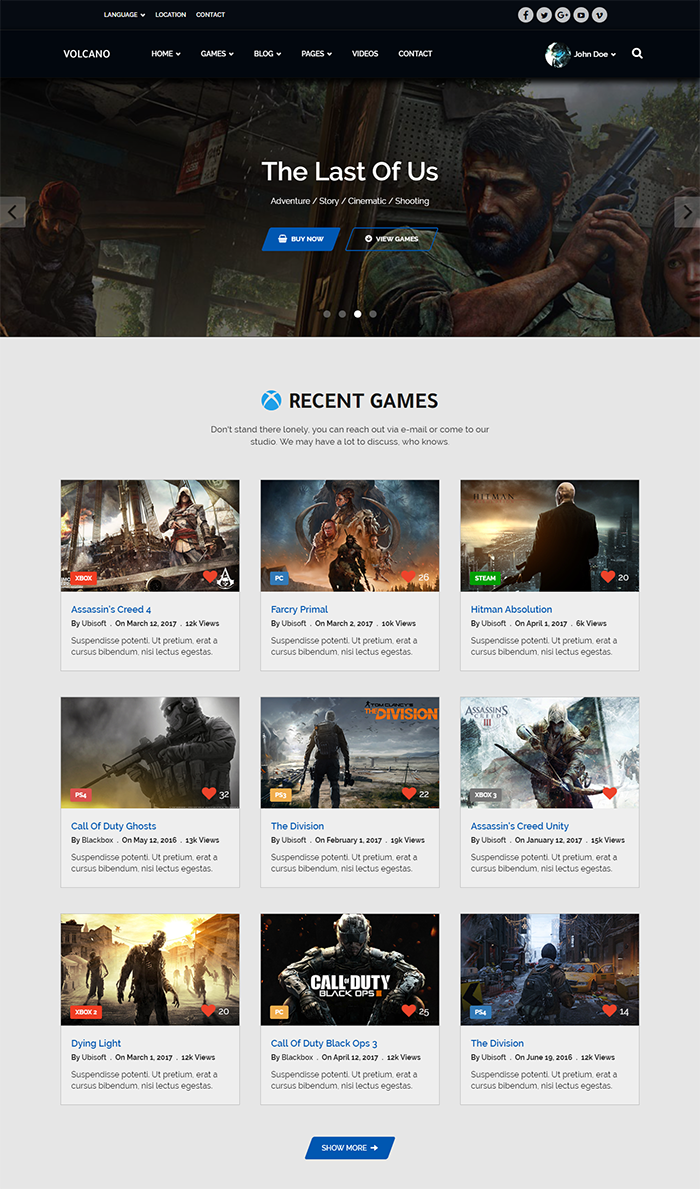 LANGUAGE LOCATION CONTACT
VOLCANO HOME GAMES BLOG PAGES VIDEOS CONTACT John Doe
The Last Of Us
Adventure / Story / Cinematic / Shooting
BUY NOW VIEW GAMES
RECENT GAMES
Don't stand there lonely, you can reach out via e-mail or come to our
studio. We may have a lot to discuss, who knows.
XBOX
Assassin's Creed 4
By Ubisoft . On March 12, 2017 . 12k Views
Suspendisse potenti. Ut pretium, erat a
cursus bibendum, nisi lectus egestas.
PC 26
Farcry Primal
By Ubisoft . On March 2, 2017 . 10k Views
Suspendisse potenti. Ut pretium, erat a
cursus bibendum, nisi lectus egestas.
HITMAN
STEAM 20
Hitman Absolution
By Ubisoft . On April 1, 2017 . 6k Views
Suspendisse potenti. Ut pretium, erat a
cursus bibendum, nisi lectus egestas.
PS4 32
Call Of Duty Ghosts
By Blackbox . On May 12, 2016 . 13k Views
Suspendisse potenti. Ut pretium, erat a
cursus bibendum, nisi lectus egestas.
TOM CLANCY'S
THE DIVISION
PS3 22
The Division
By Ubisoft . On February 1, 2017 . 19k Views
Suspendisse potenti. Ut pretium, erat a
cursus bibendum, nisi lectus egestas.
ASSASSIN'S
CREED
III
XBOX 3
Assassin's Creed Unity
By Ubisoft . On January 12, 2017 . 15k Views
Suspendisse potenti. Ut pretium, erat a
cursus bibendum, nisi lectus egestas.
XBOX 2 20
Dying Light
By Ubisoft . On March 1, 2017 . 12k Views
Suspendisse potenti. Ut pretium, erat a
cursus bibendum, nisi lectus egestas.
CALL OF DUTY
BLACK OPS III
PC 25
Call Of Duty Black Ops 3
By Blackbox . On April 12, 2017 . 12k Views
Suspendisse potenti. Ut pretium, erat a
cursus bibendum, nisi lectus egestas.
PS4 14
The Division
By Ubisoft . On June 19, 2016 . 12k Views
Suspendisse potenti. Ut pretium, erat a
cursus bibendum, nisi lectus egestas.
SHOW MORE